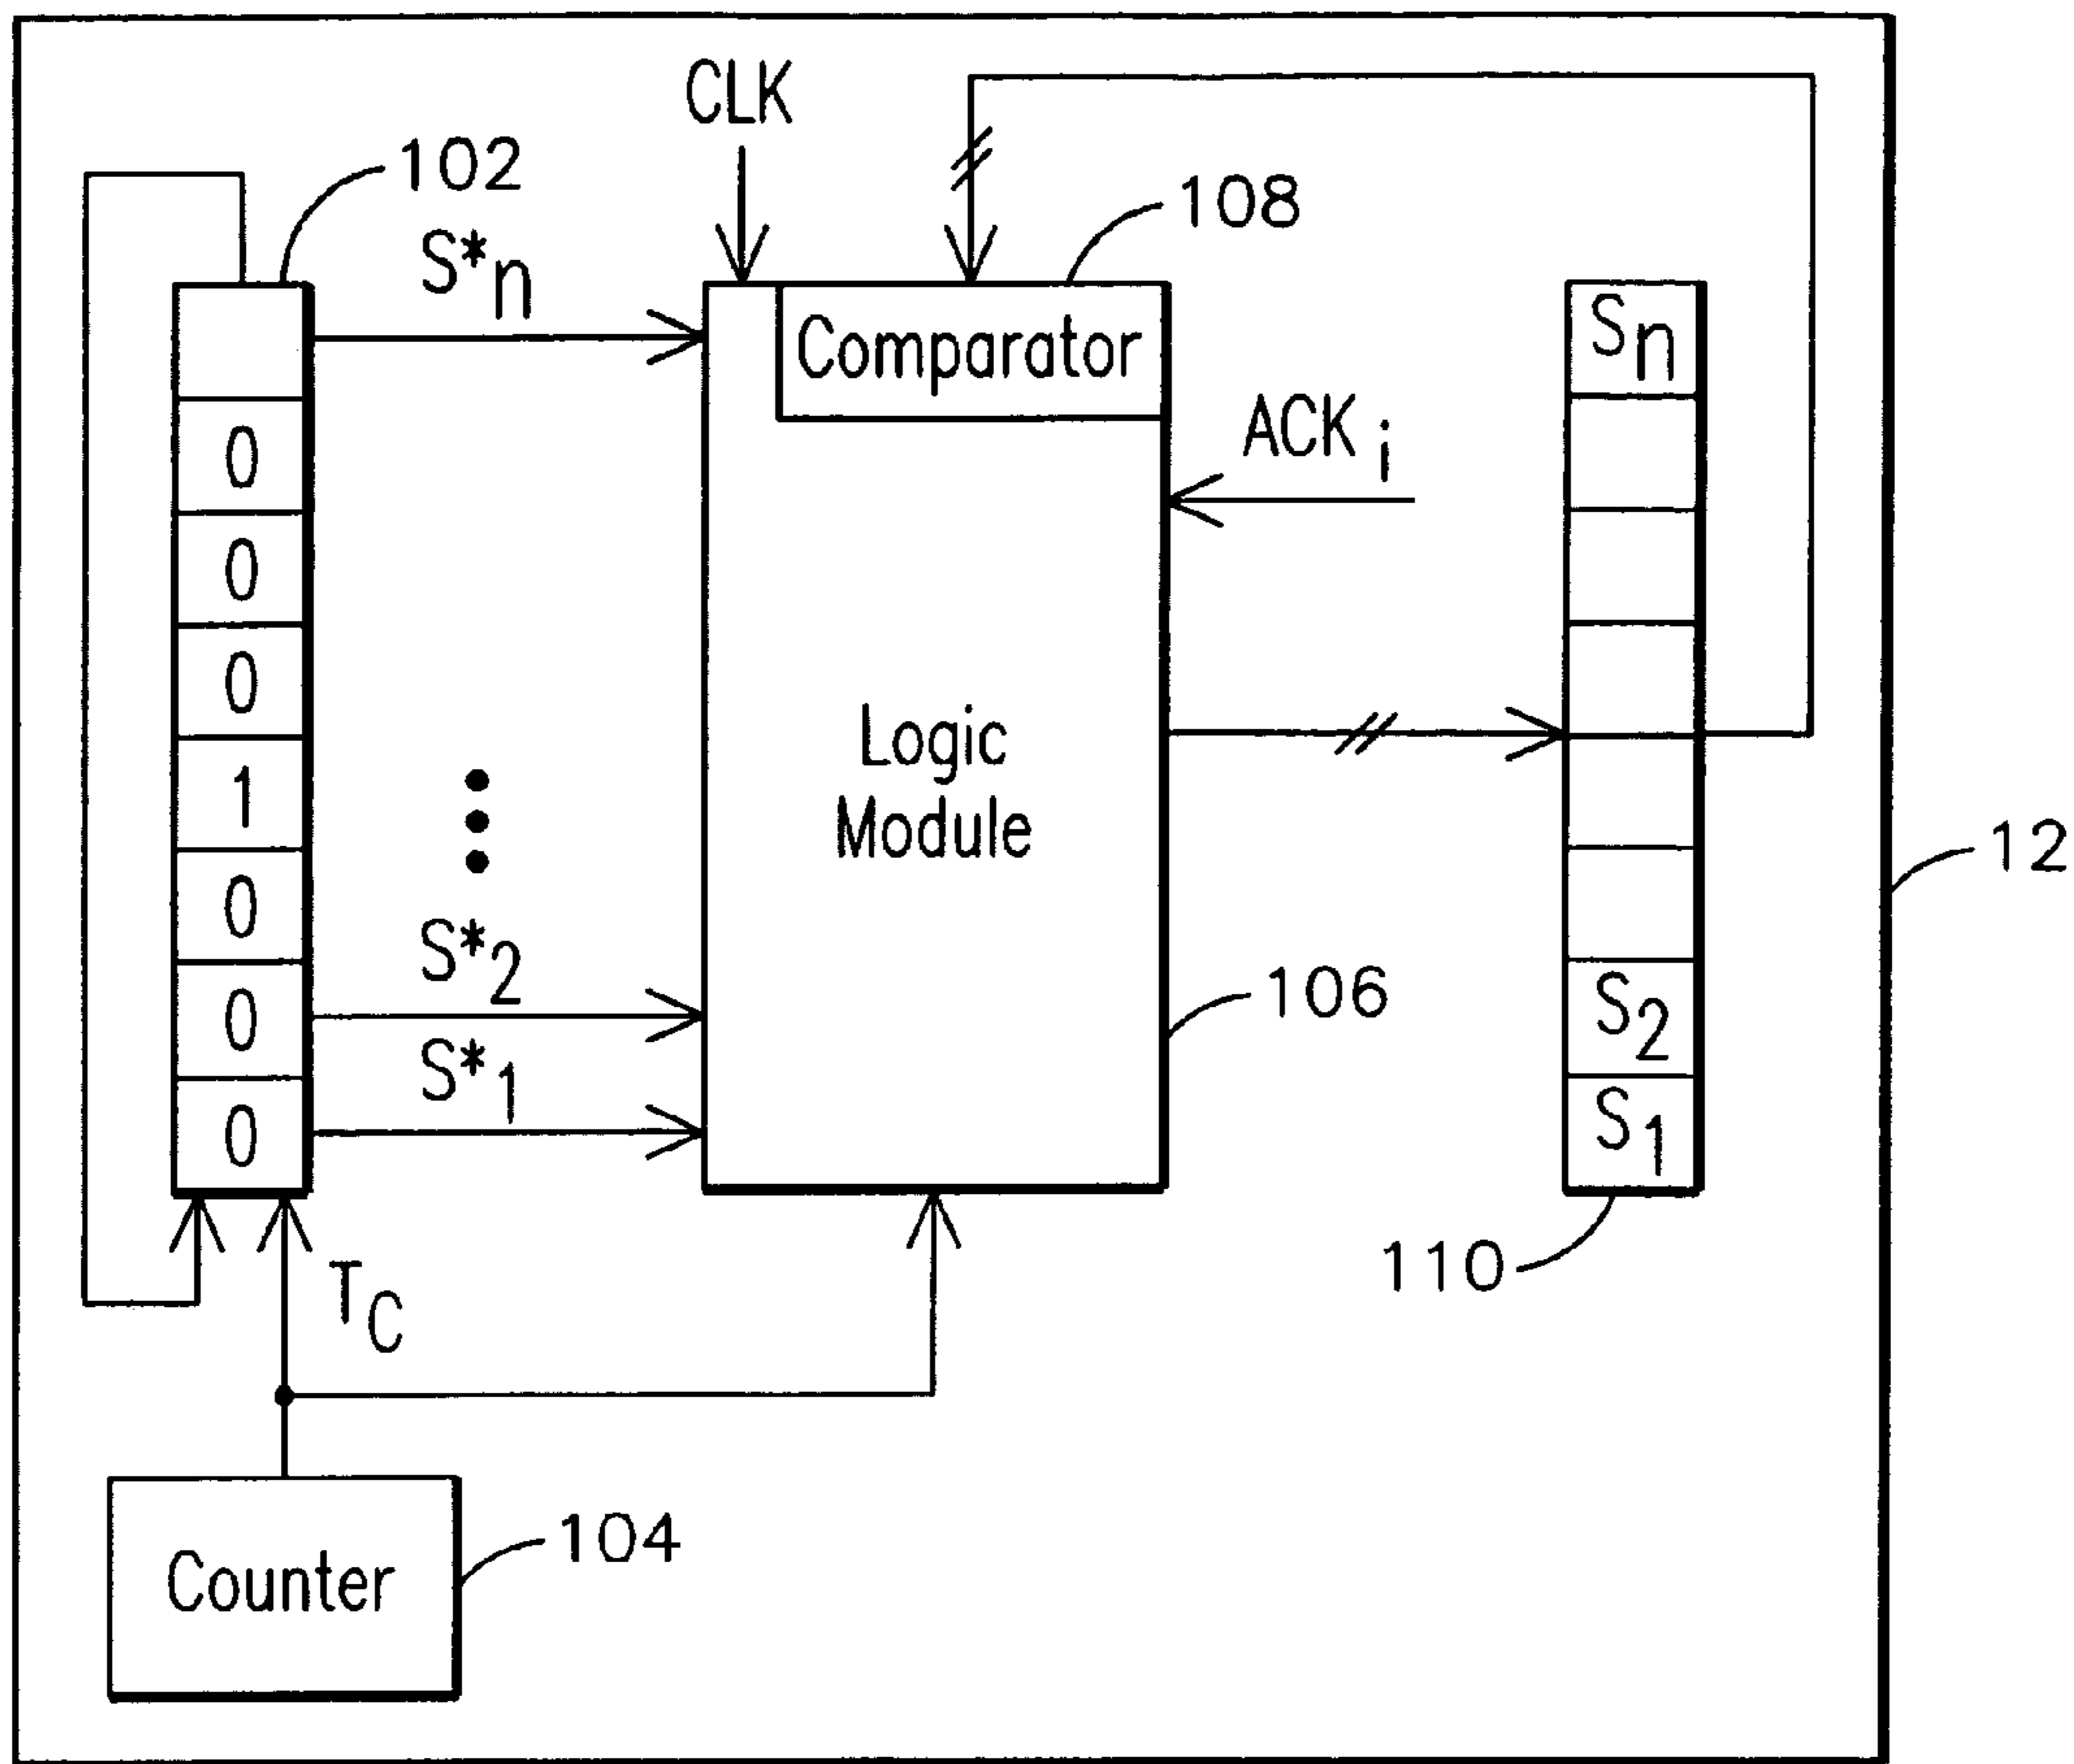 CLK
102
108
S*n
Sn
Comparator
0
ACK i
0
0
Logic
Module
1
12
0
S*2
106
0
S2
S*1
0
S1
TC
110
104
Counter